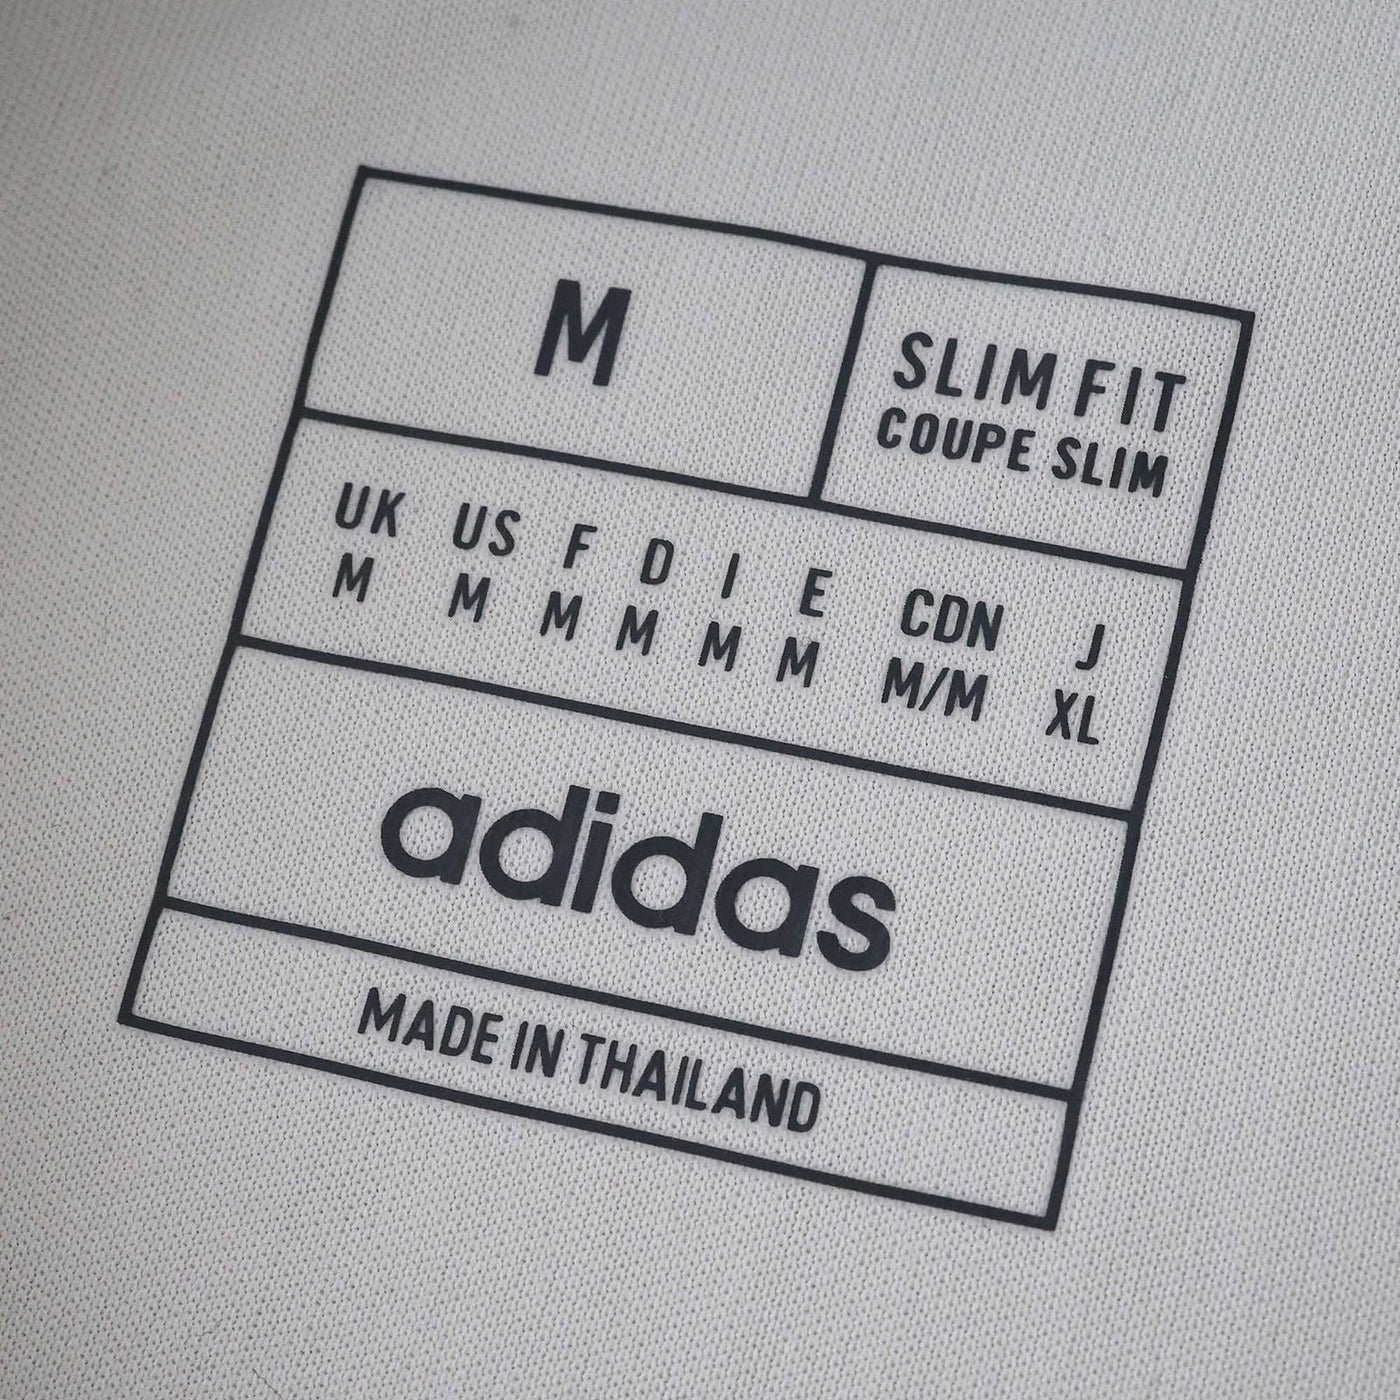 M
SLIM FIT
COUPE SLIM
UK US F D I E CDN J
M M M M M M M/M XL
adidas
MADE IN THAILAND